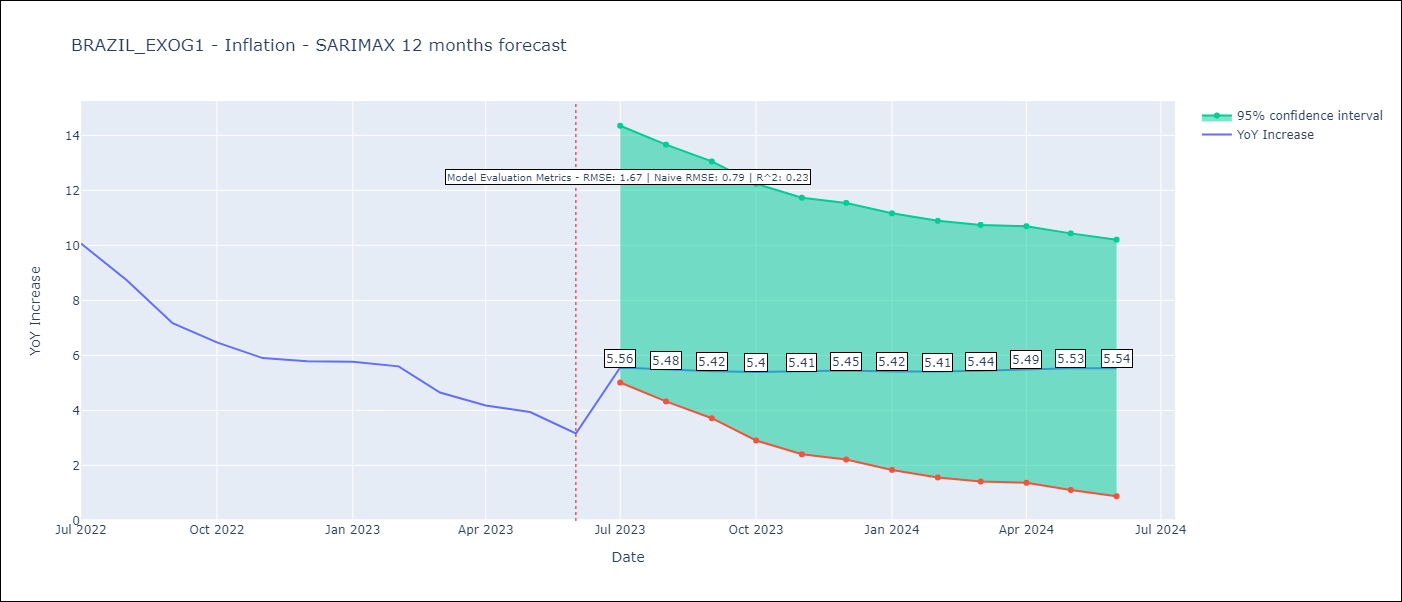 BRAZIL_EXOG1 - Inflation - SARIMAX 12 months forecast
95% confidence interval
YoY Increase
Model Evaluation Metrics - RMSE: 1.67 | Naive RMSE: 0.79 | R^2: 0.23
YoY Increase
14
12
10
8
6
4
2
0
5.56
5.48
5.42
5.4
5.41
5.45
5.42
5.41
5.44
5.49
5.53
5.54
Jul 2022
Oct 2022
Jan 2023
Apr 2023
Jul 2023
Oct 2023
Jan 2024
Apr 2024
Jul 2024
Date